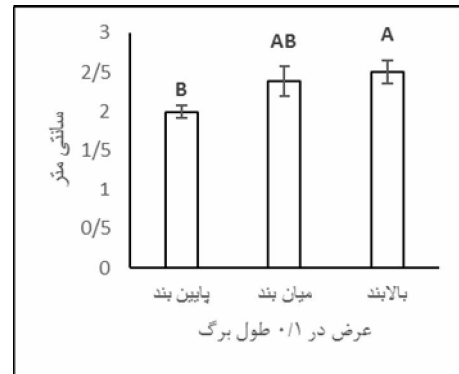 3
2/5
2
1/5
1
0/5
0
سانتی متر
B
AB
A
پایین بند
میان بند
بالابند
عرض در ۰/۱ طول برگ